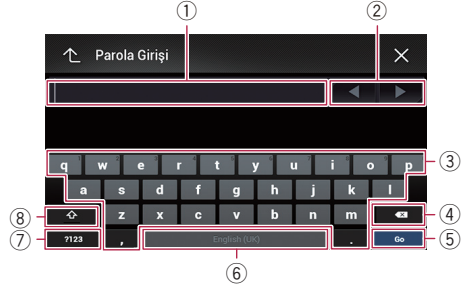 ① ②
Parola Girişi
q w e r t y u i o p ③
a s d f g h j k l
⑧ z x c v b n m ④
⑦ ?123 , English (UK) . Go ⑤
⑥